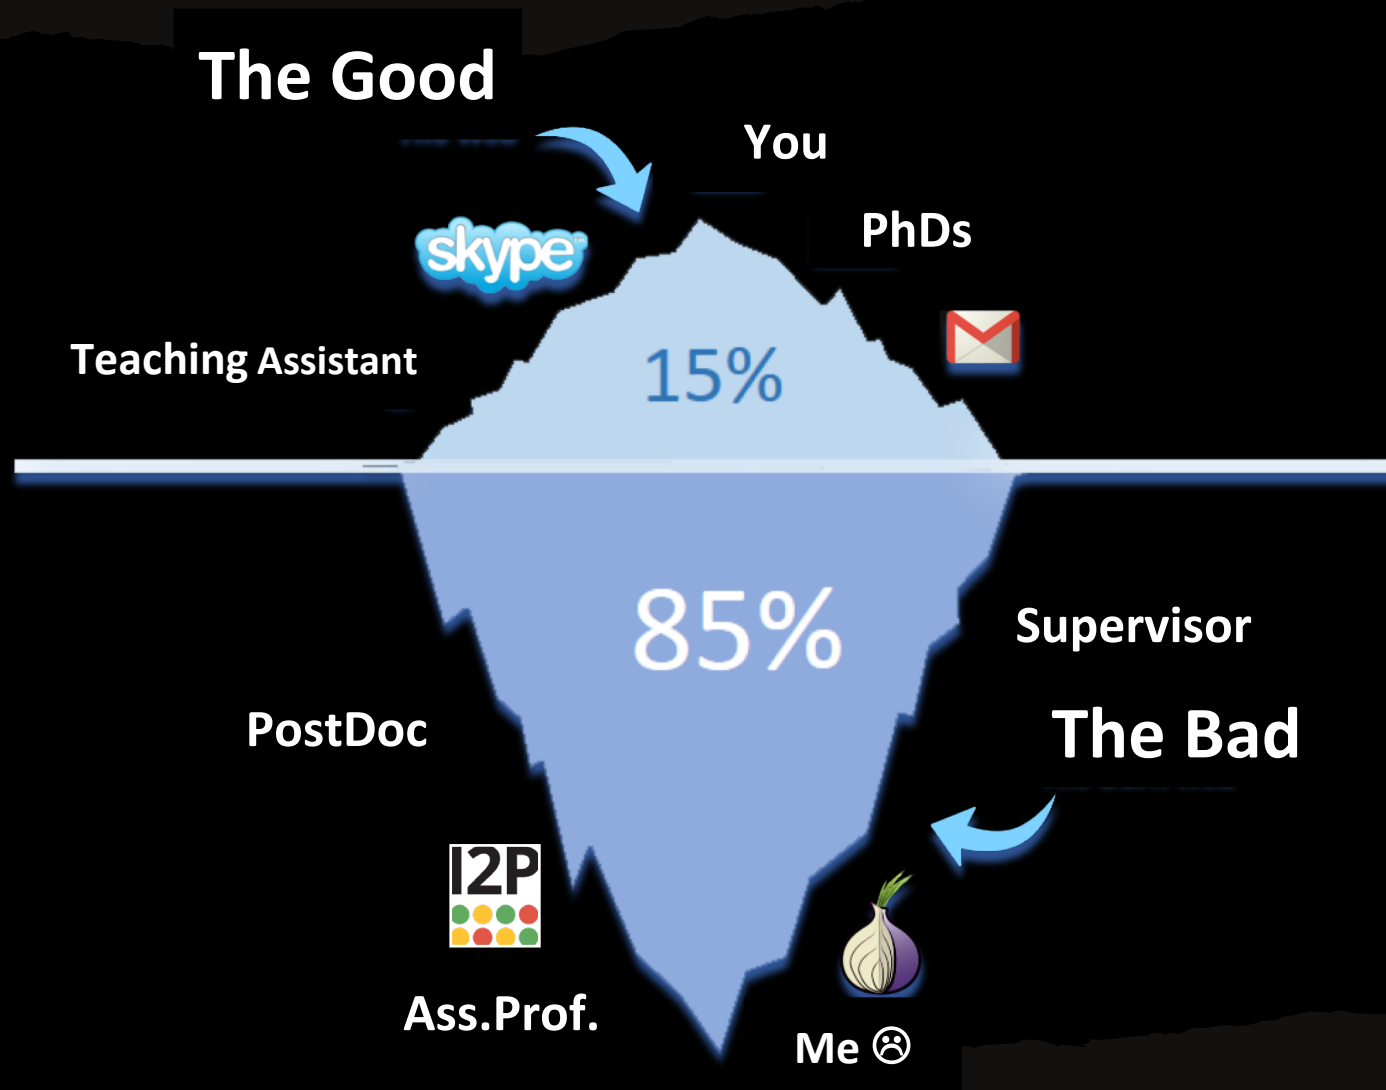 The Good
You
PhDs
skype
Teaching Assistant
15%
85%
Supervisor
PostDoc
The Bad
I2P
Ass.Prof.
Me ☹